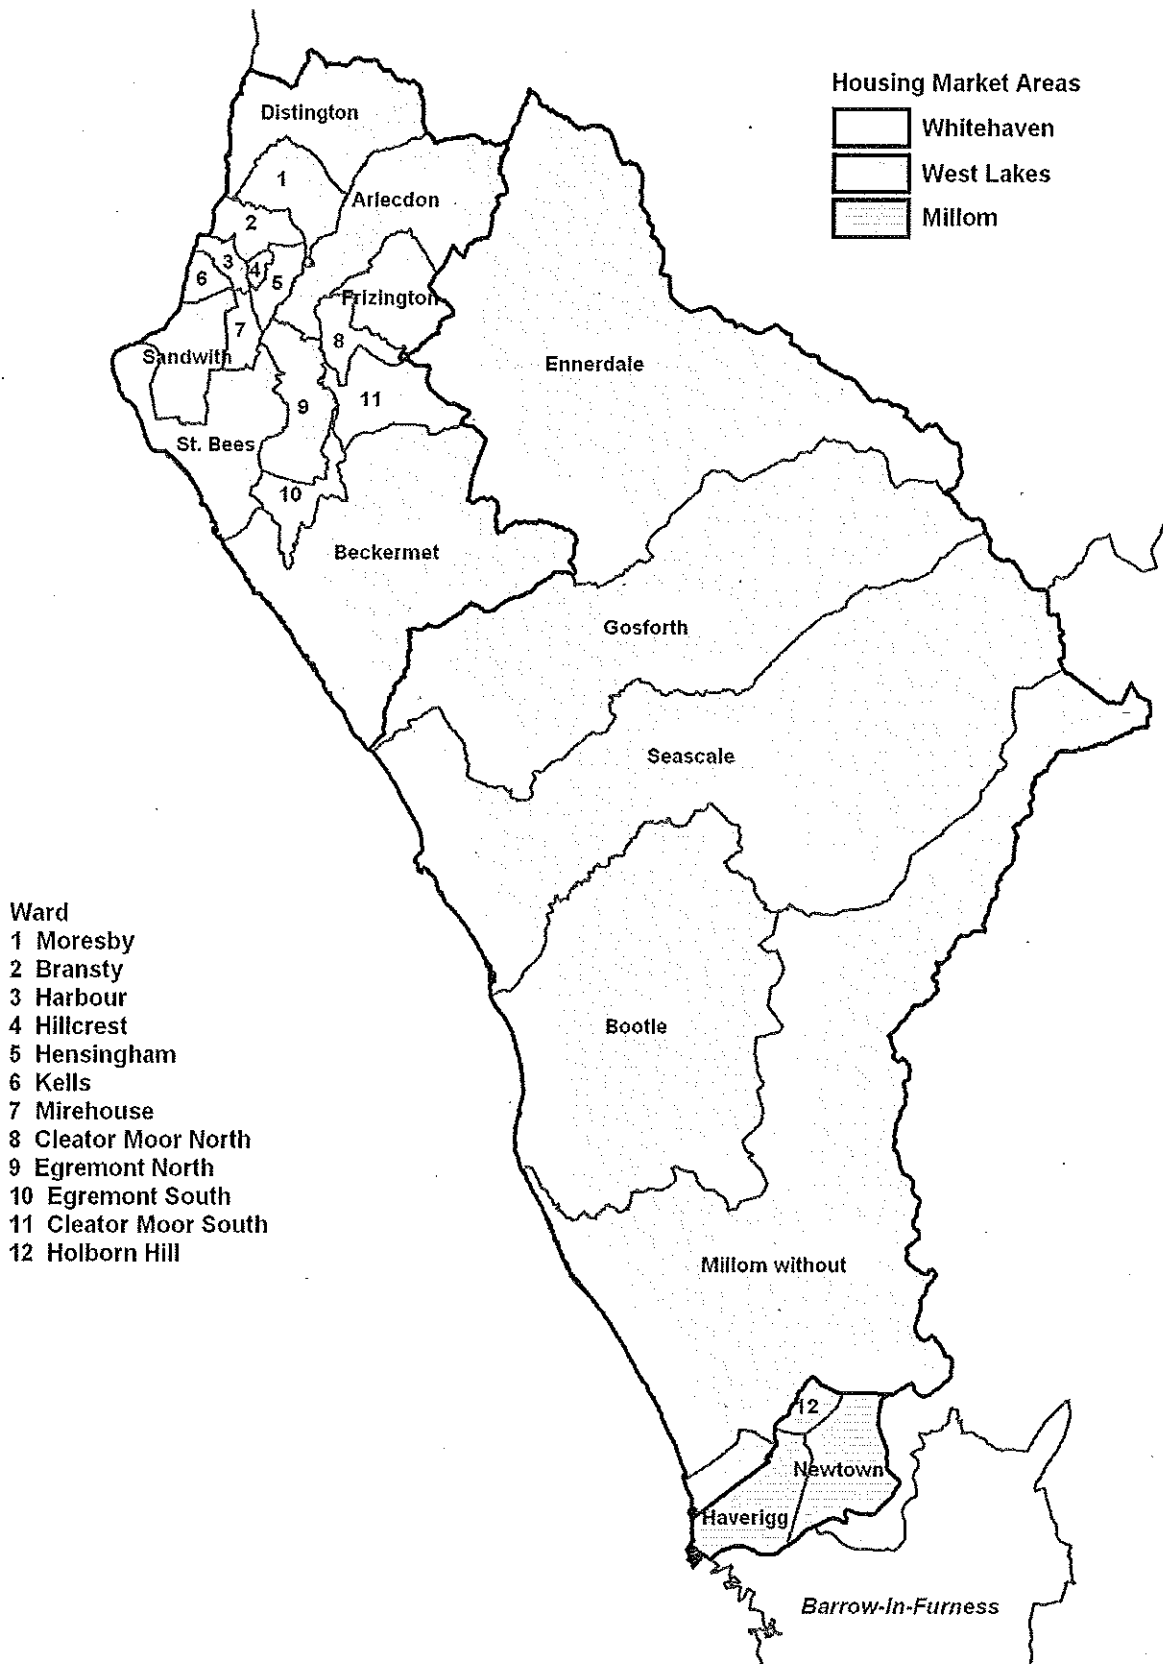 Housing Market Areas
Whitehaven
West Lakes
Millom
Distington
1
Arlecdon
2
3
4
5
6
Frizington
7
8
Sandwith
Ennerdale
9
11
St. Bees
10
Beckermet
Gosforth
Seascale
Ward
1 Moresby
2 Bransty
3 Harbour
4 Hillcrest
5 Hensingham
6 Kells
7 Mirehouse
8 Cleator Moor North
9 Egremont North
10 Egremont South
11 Cleator Moor South
12 Holborn Hill
Bootle
Millom without
12
Newtown
Haverigg
Barrow-In-Furness